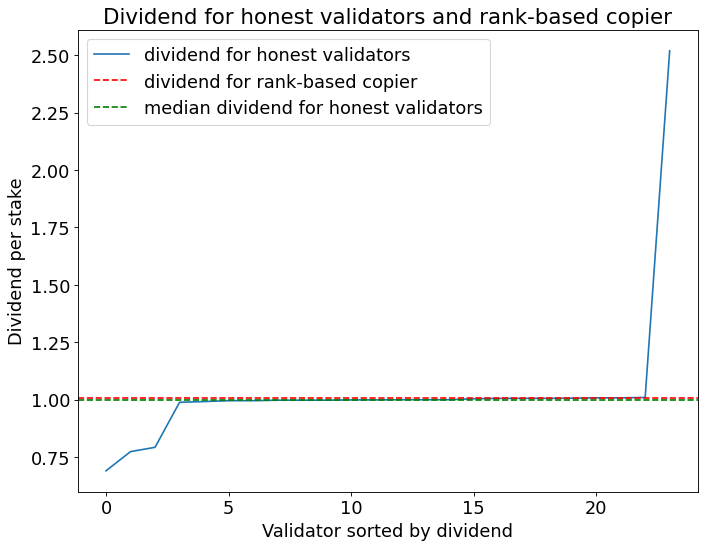 Dividend for honest validators and rank-based copier
dividend for honest validators
dividend for rank-based copier
median dividend for honest validators
Dividend per stake
2.50
2.25
2.00
1.75
1.50
1.25
1.00
0.75
0 5 10 15 20
Validator sorted by dividend